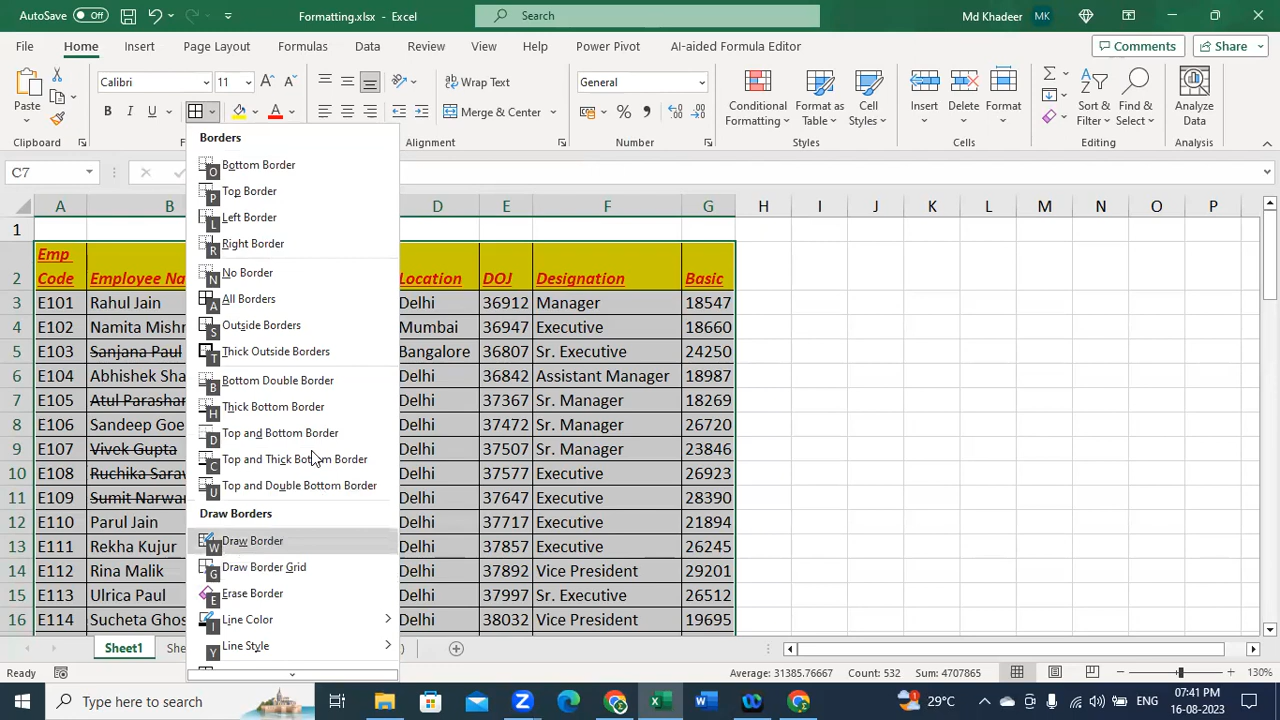 AutoSave Off Formatting.xlsx - Excel Search Md Khadeer MK
File Home Insert Page Layout Formulas Data Review View Help Power Pivot AI-aided Formula Editor Comments Share
Paste Calibri 11 Wrap Text General Conditional Formatting Format as Table Cell Styles Insert Delete Format Sort & Filter Find & Select Analyze Data
B I U Merge & Center
Clipboard Alignment Number Styles Cells Editing Analysis
C7
Borders
O Bottom Border
P Top Border
L Left Border
R Right Border
N No Border
A All Borders
S Outside Borders
T Thick Outside Borders
B Bottom Double Border
H Thick Bottom Border
D Top and Bottom Border
C Top and Thick Bottom Border
U Top and Double Bottom Border
Draw Borders
W Draw Border
G Draw Border Grid
E Erase Border
I Line Color
Y Line Style
A B D E F G H I J K L M N O P
1
2 Emp Code Employee Na Location DOJ Designation Basic
3 E101 Rahul Jain Delhi 36912 Manager 18547
4 E102 Namita Mishr Mumbai 36947 Executive 18660
5 E103 Sanjana Paul Bangalore 36807 Sr. Executive 24250
6 E104 Abhishek Sha Delhi 36842 Assistant Manager 18987
7 E105 Atul Parashar Delhi 37367 Sr. Manager 18269
8 E106 Sandeep Goe Delhi 37472 Sr. Manager 26720
9 E107 Vivek Gupta Delhi 37507 Sr. Manager 23846
10 E108 Ruchika Sarav Delhi 37577 Executive 26923
11 E109 Sumit Narwa Delhi 37647 Executive 28390
12 E110 Parul Jain Delhi 37717 Executive 21894
13 E111 Rekha Kujur Delhi 37857 Executive 26245
14 E112 Rina Malik Delhi 37892 Vice President 29201
15 E113 Ulrica Paul Delhi 37997 Sr. Executive 26512
16 E114 Sucheta Ghos Delhi 38032 Vice President 19695
Sheet1 She )
Ready Average: 31385.76667 Count: 532 Sum: 4707865 130%
Type here to search 29°C ENG 07:41 PM
16-08-2023